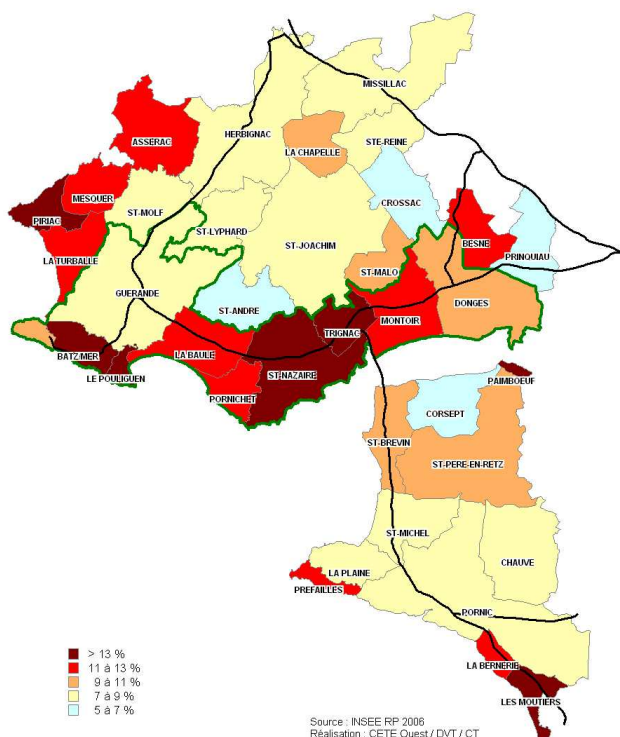 MISSILLAC
ASSERAC
HERBIGNAC
LA CHAPELLE
STE-REINE
MESQUER
CROSSAC
PIRIAC
ST-MOLF
ST-LYPHARD
ST-JOACHIM
BESNE
PRINQUIAU
LA TURBALLE
ST-MALO
GUERANDE
ST-ANDRE
DONGES
MONTOIR
TRIGNAC
BATZ/MER
LA BAULE
LE POULIGUEN
ST-NAZAIRE
PORNICHET
PAIMBOEUF
CORSEPT
ST-BREVIN
ST-PERE-EN-RETZ
ST-MICHEL
CHAUVE
LA PLAINE
PREFAILLES
PORNIC
LA BERNERIE
LES MOUTIERS
> 13 %
11 à 13 %
9 à 11 %
7 à 9 %
5 à 7 %
Source : INSEE RP 2006
Réalisation : CETE Ouest / DVT / CT